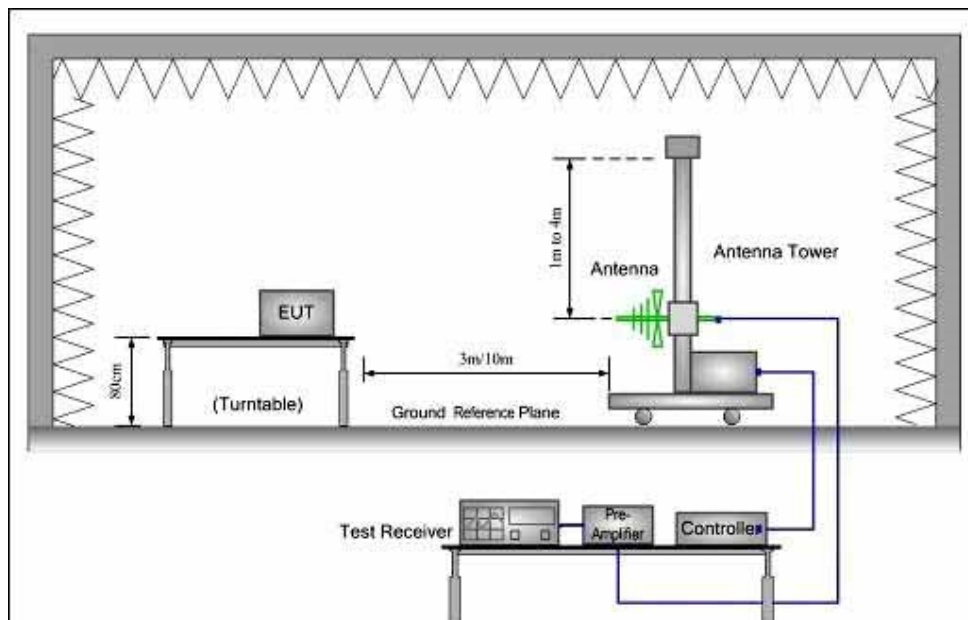 1m to 4m
Antenna
Antenna Tower
EUT
80cm
3m/10m
(Turntable)
Ground Reference Plane
Test Receiver
Pre-
Amplifier
Controller